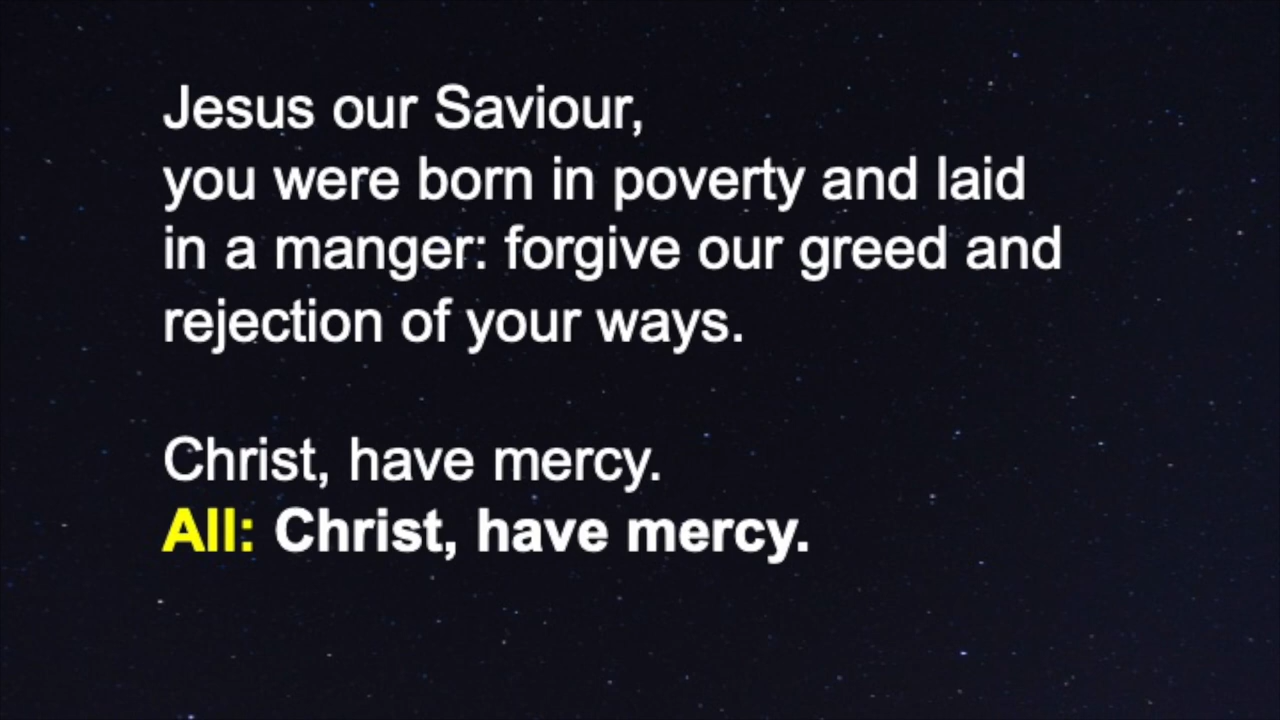 Jesus our Saviour,
you were born in poverty and laid
in a manger: forgive our greed and
rejection of your ways.
Christ, have mercy.
All: Christ, have mercy.